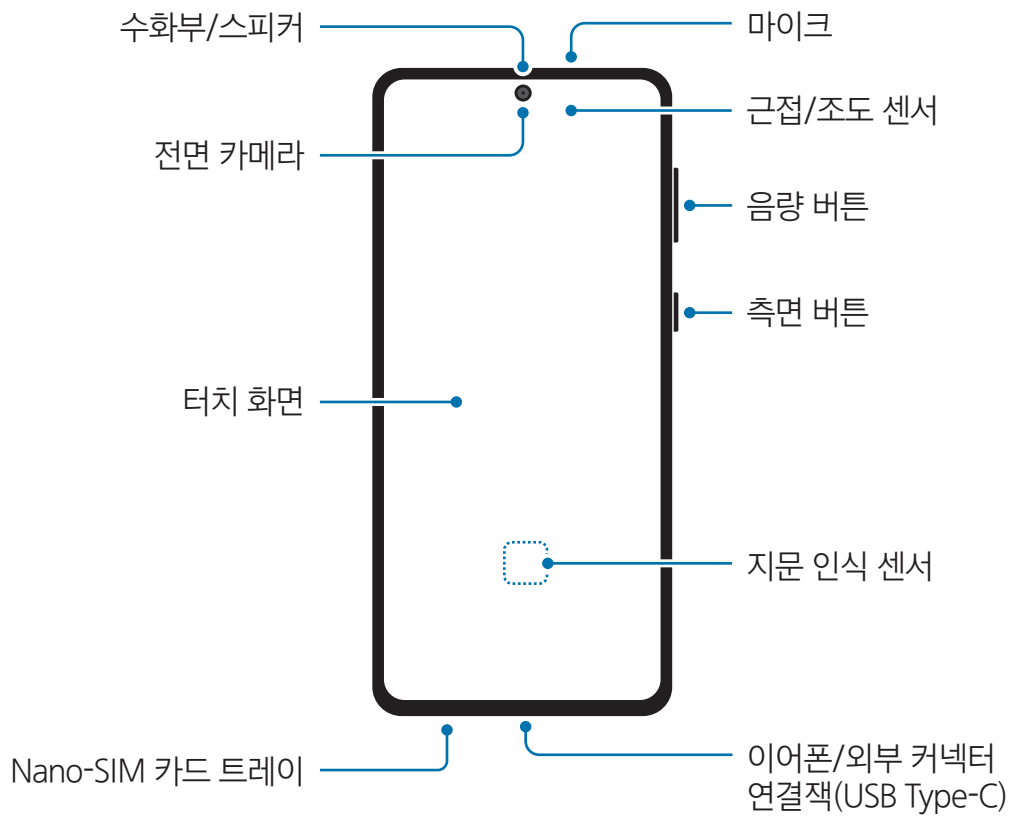 수화부/스피커
마이크
전면 카메라
근접/조도 센서
음량 버튼
측면 버튼
터치 화면
지문 인식 센서
Nano-SIM 카드 트레이
이어폰/외부 커넥터
연결잭(USB Type-C)